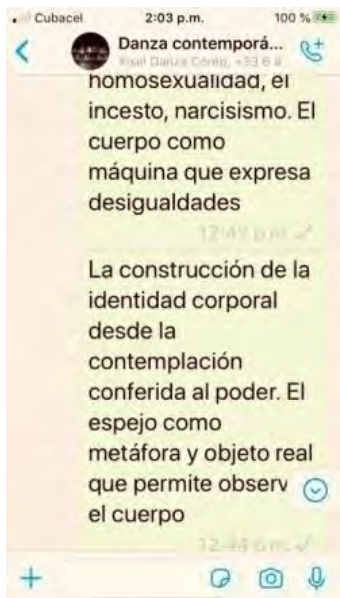 Cubacel 2:03 p.m. 100 %
Danza contemporá...
homosexualidad, el
incesto, narcisismo. El
cuerpo como
máquina que expresa
desigualdades
La construcción de la
identidad corporal
desde la
contemplación
conferida al poder. El
espejo como
metáfora y objeto real
que permite observ
el cuerpo
12:44 p.m.